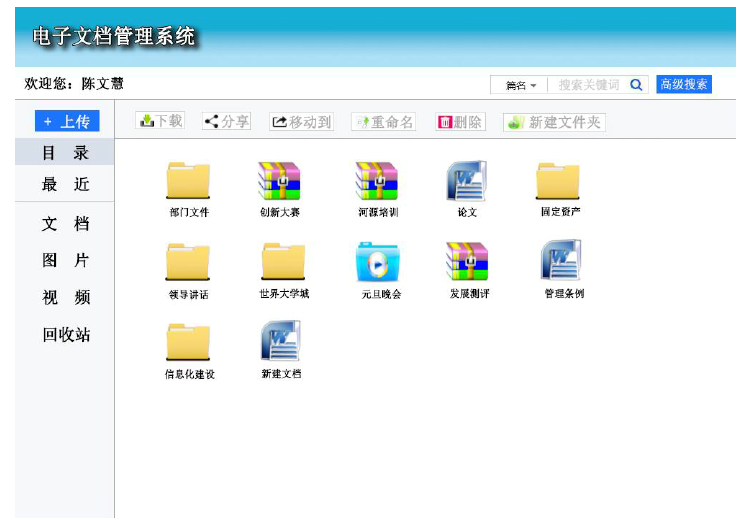 电子文档管理系统
欢迎您：陈文慧
篇名 搜索关键词 高级搜索
+ 上传 下载 分享 移动到 重命名 删除 新建文件夹
目 录
最 近
文 档
图 片
视 频
回收站
部门文件 创新大赛 河源培训 论文 固定资产
领导讲话 世界大学城 元旦晚会 发展测评 管理条例
信息化建设 新建文档